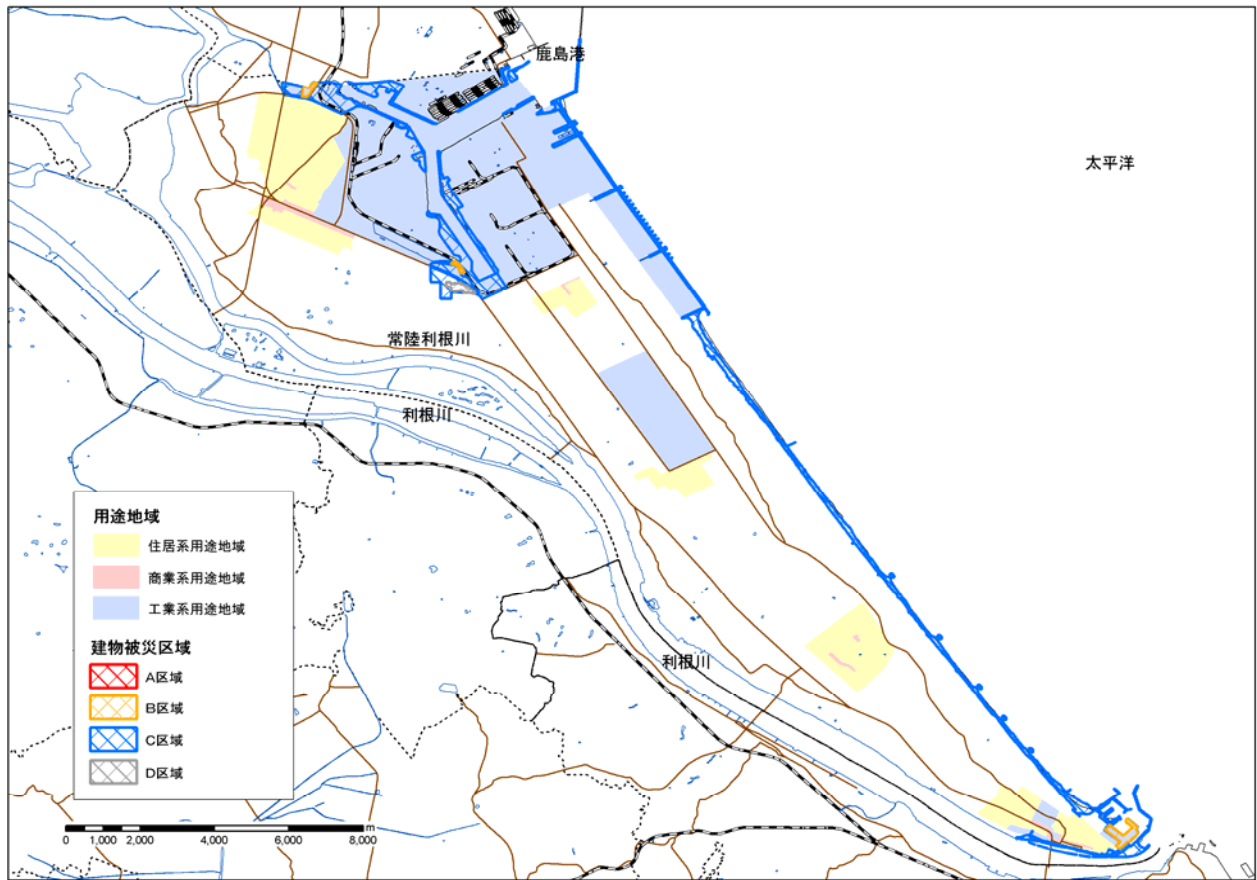 鹿島港
太平洋
常陸利根川
利根川
利根川
用途地域
住居系用途地域
商業系用途地域
工業系用途地域
建物被災区域
A区域
B区域
C区域
D区域
m
0 1,000 2,000 4,000 6,000 8,000